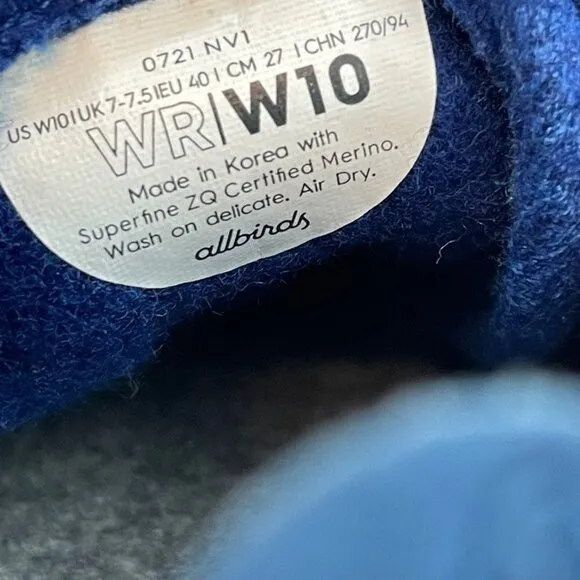 0721 NV1
US W10 | UK 7-7.5 | EU 40 | CM 27 | CHN 270/94
WR|W10
Made in Korea with
Superfine ZQ Certified Merino.
Wash on delicate. Air Dry.
allbirds